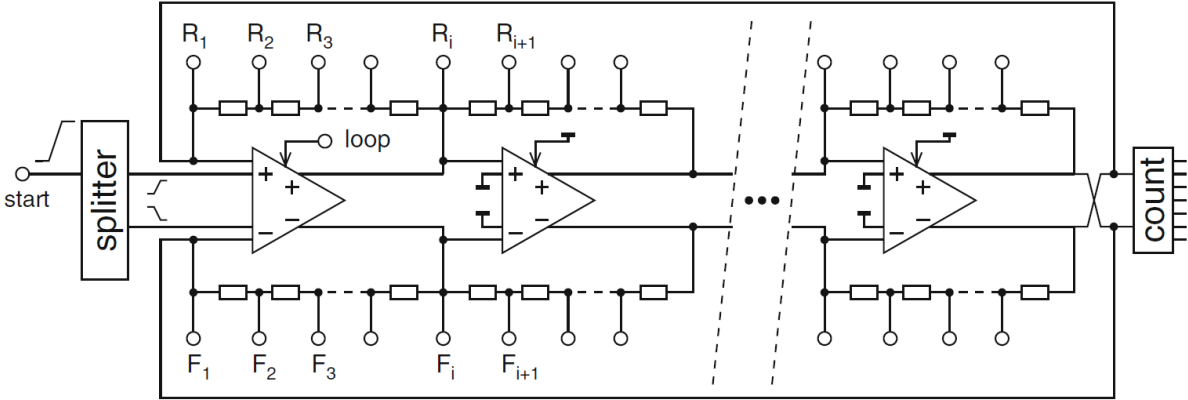 R1 R2 R3 Ri Ri+1
loop
start
splitter
+ + − −
+ + − −
+ + − −
count
F1 F2 F3 Fi Fi+1